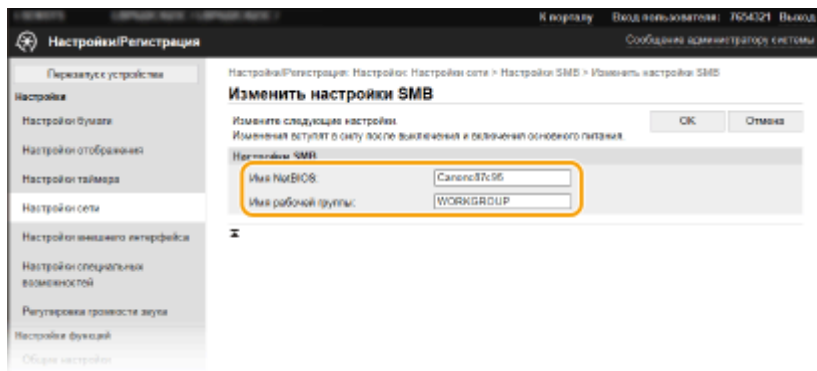 К порталу Вход пользователя: 7654321 Выход
Настройки/Регистрация
Сообщение администратору системы
Перезапуск устройства
Настройки/Регистрация: Настройки: Настройки сети > Настройки SMB > Изменить настройки SMB
Настройки
Изменить настройки SMB
Настройки бумаги
Измените следующие настройки.
OK
Отмена
Изменения вступят в силу после выключения и включения основного питания.
Настройки отображения
Настройки SMB
Настройки таймера
Имя NetBIOS:
Canonc87c95
Настройки сети
Имя рабочей группы:
WORKGROUP
Настройки внешнего интерфейса
Настройки специальных
возможностей
Регулировка громкости звука
Настройки функций
Общие настройки